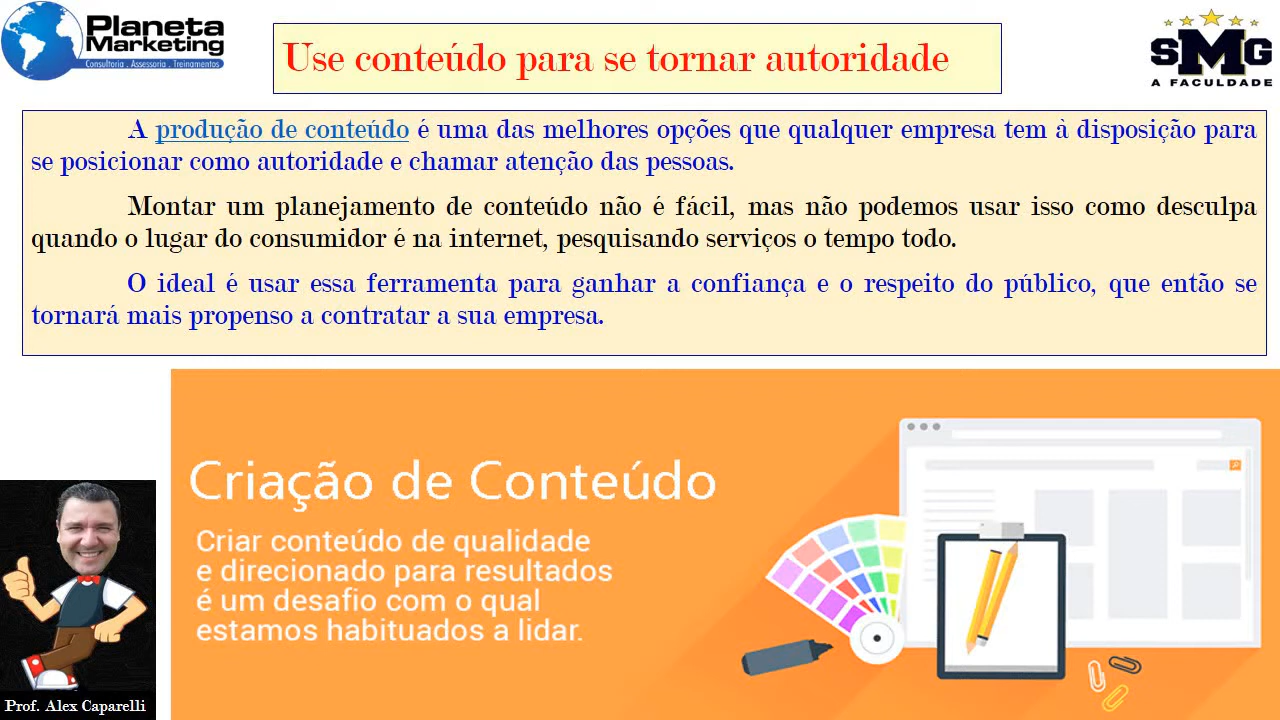 Planeta
Marketing
Consultoria . Assessoria . Treinamentos
Use conteúdo para se tornar autoridade
SMG
A FACULDADE
A produção de conteúdo é uma das melhores opções que qualquer empresa tem à disposição para
se posicionar como autoridade e chamar atenção das pessoas.
Montar um planejamento de conteúdo não é fácil, mas não podemos usar isso como desculpa
quando o lugar do consumidor é na internet, pesquisando serviços o tempo todo.
O ideal é usar essa ferramenta para ganhar a confiança e o respeito do público, que então se
tornará mais propenso a contratar a sua empresa.
Criação de Conteúdo
Criar conteúdo de qualidade
e direcionado para resultados
é um desafio com o qual
estamos habituados a lidar.
Prof. Alex Caparelli